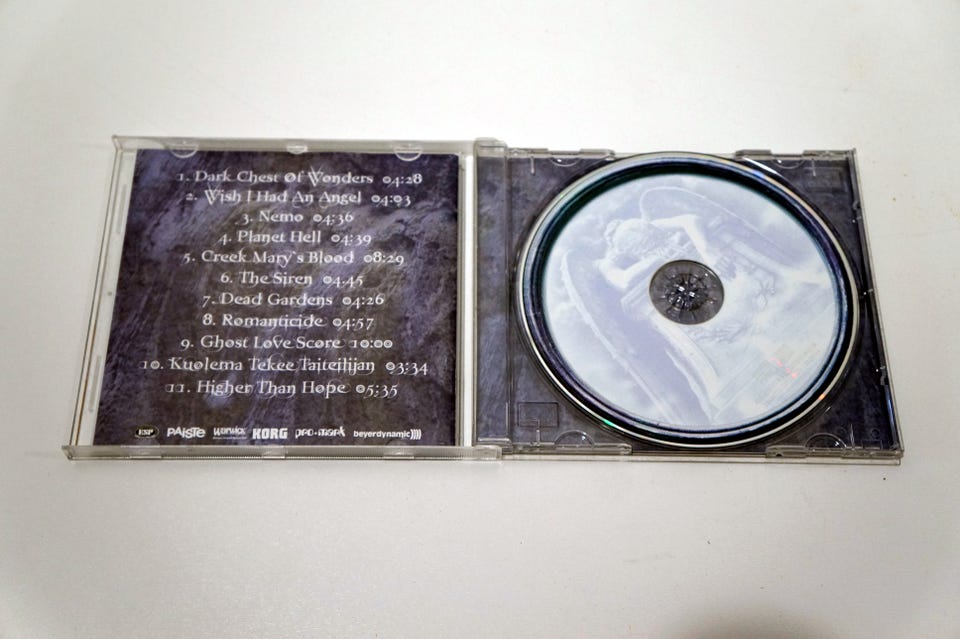 1. Dark Chest Of Wonders 04:28
2. Wish I Had An Angel 04:03
3. Nemo 04:36
4. Planet Hell 04:39
5. Creek Mary's Blood 08:29
6. The Siren 04.45
7. Dead Gardens 04:26
8. Romanticide 04:57
9. Ghost Love Score 10:00
10. Kuolema Tekee Taiteilijan 03:34
11. Higher Than Hope 05:35
ESP PAiSTe warwick KORG pro-mark beyerdynamic))))